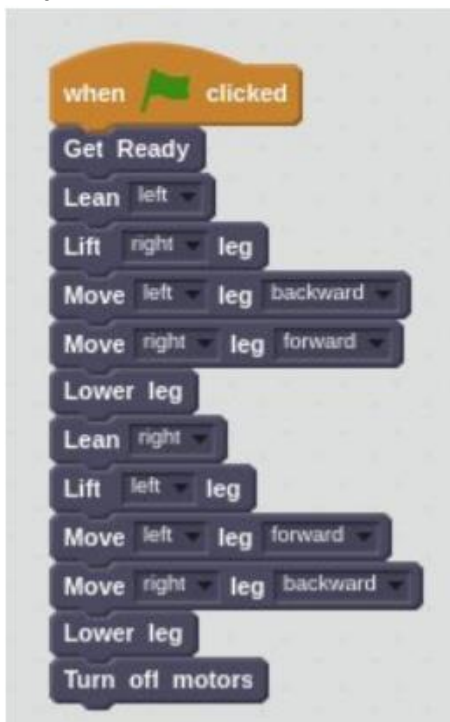 when clicked
Get Ready
Lean left
Lift right leg
Move left leg backward
Move right leg forward
Lower leg
Lean right
Lift left leg
Move left leg forward
Move right leg backward
Lower leg
Turn off motors